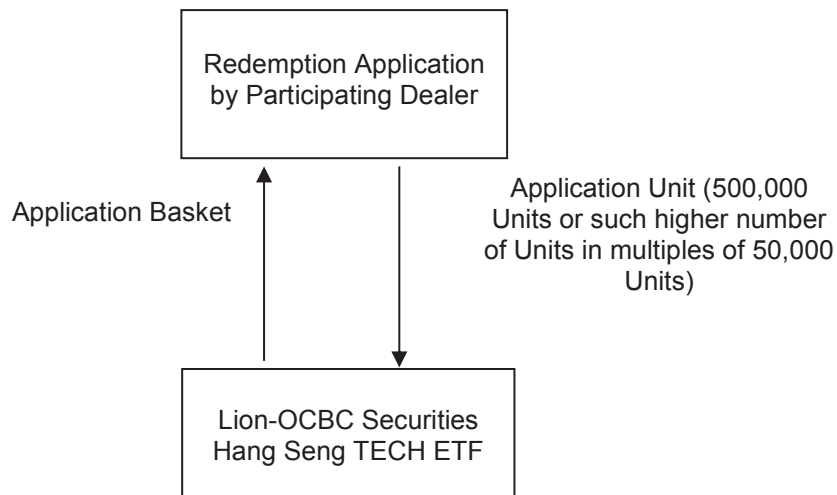 Redemption Application
by Participating Dealer
Application Basket
Application Unit (500,000
Units or such higher number
of Units in multiples of 50,000
Units)
Lion-OCBC Securities
Hang Seng TECH ETF